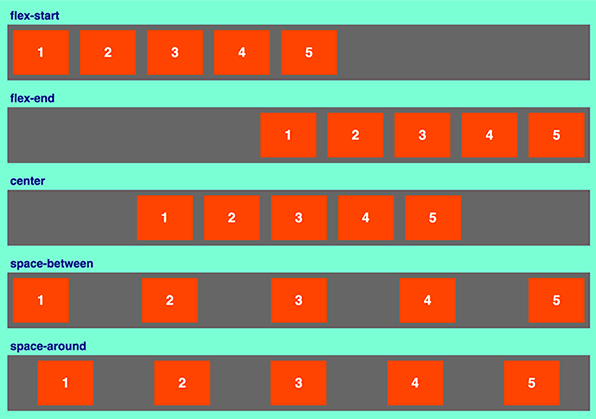 flex-start
1 2 3 4 5
flex-end
1 2 3 4 5
center
1 2 3 4 5
space-between
1 2 3 4 5
space-around
1 2 3 4 5